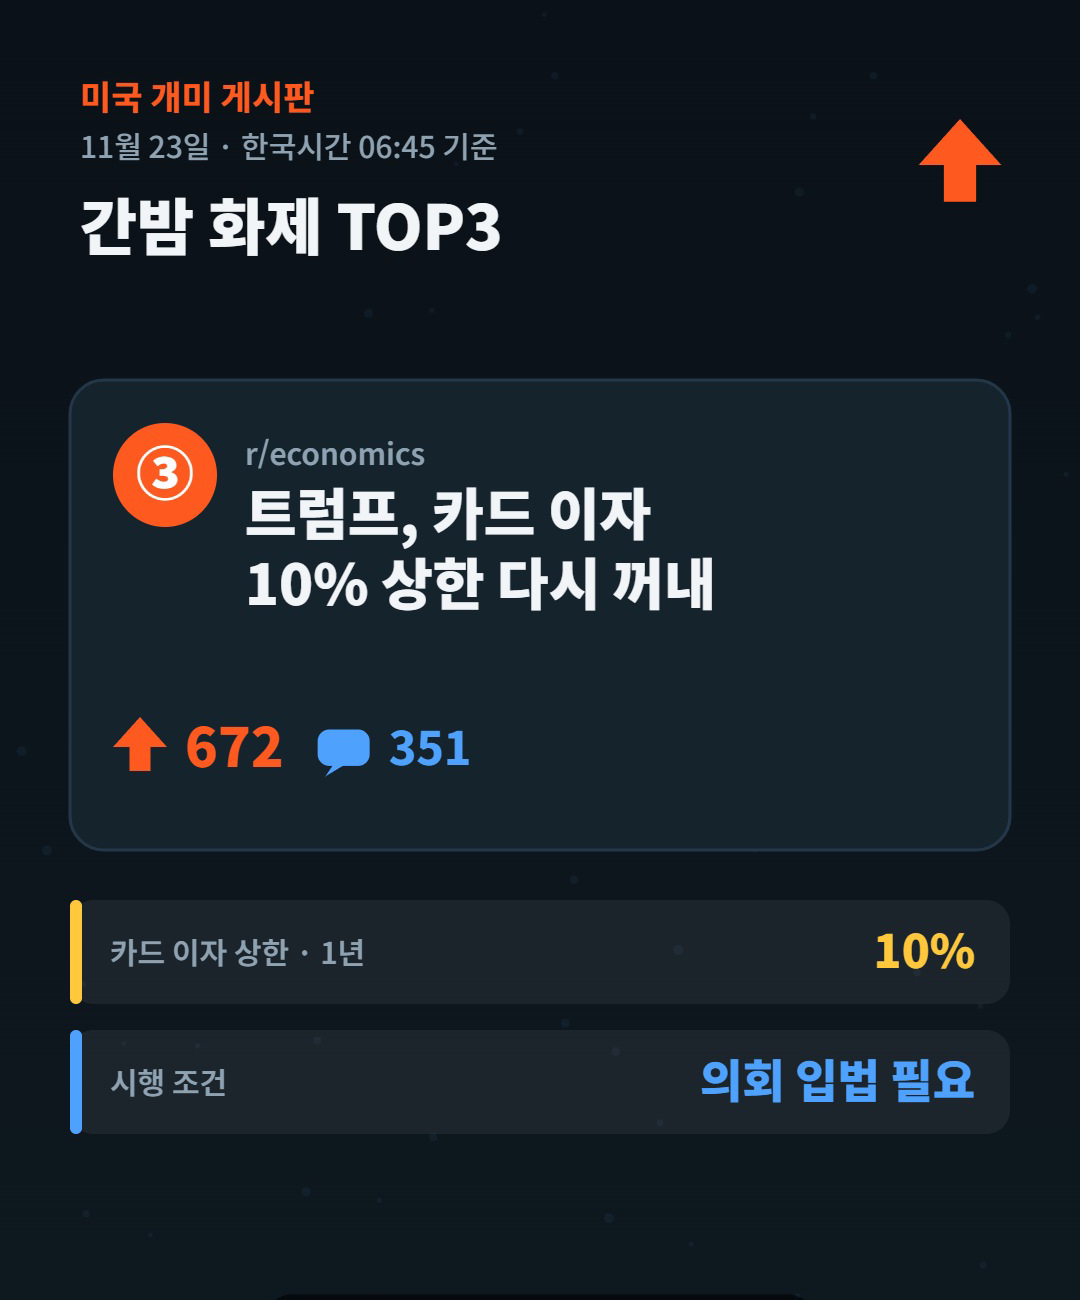 미국 개미 게시판
11월 23일 · 한국시간 06:45 기준
간밤 화제 TOP3
③
r/economics
트럼프, 카드 이자
10% 상한 다시 꺼내
672
351
카드 이자 상한 · 1년
10%
시행 조건
의회 입법 필요